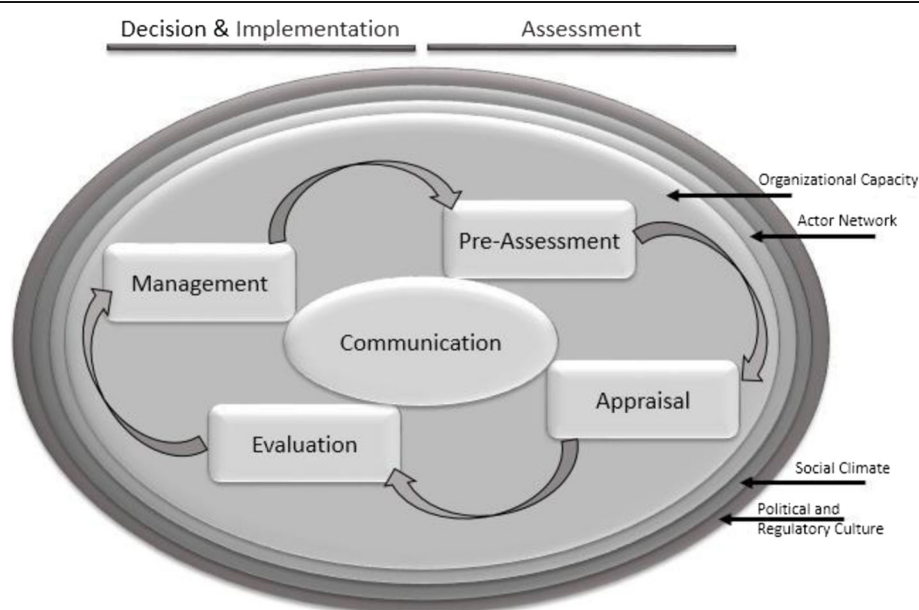 Decision & Implementation
Assessment
Organizational Capacity
Actor Network
Pre-Assessment
Management
Communication
Appraisal
Evaluation
Social Climate
Political and
Regulatory Culture